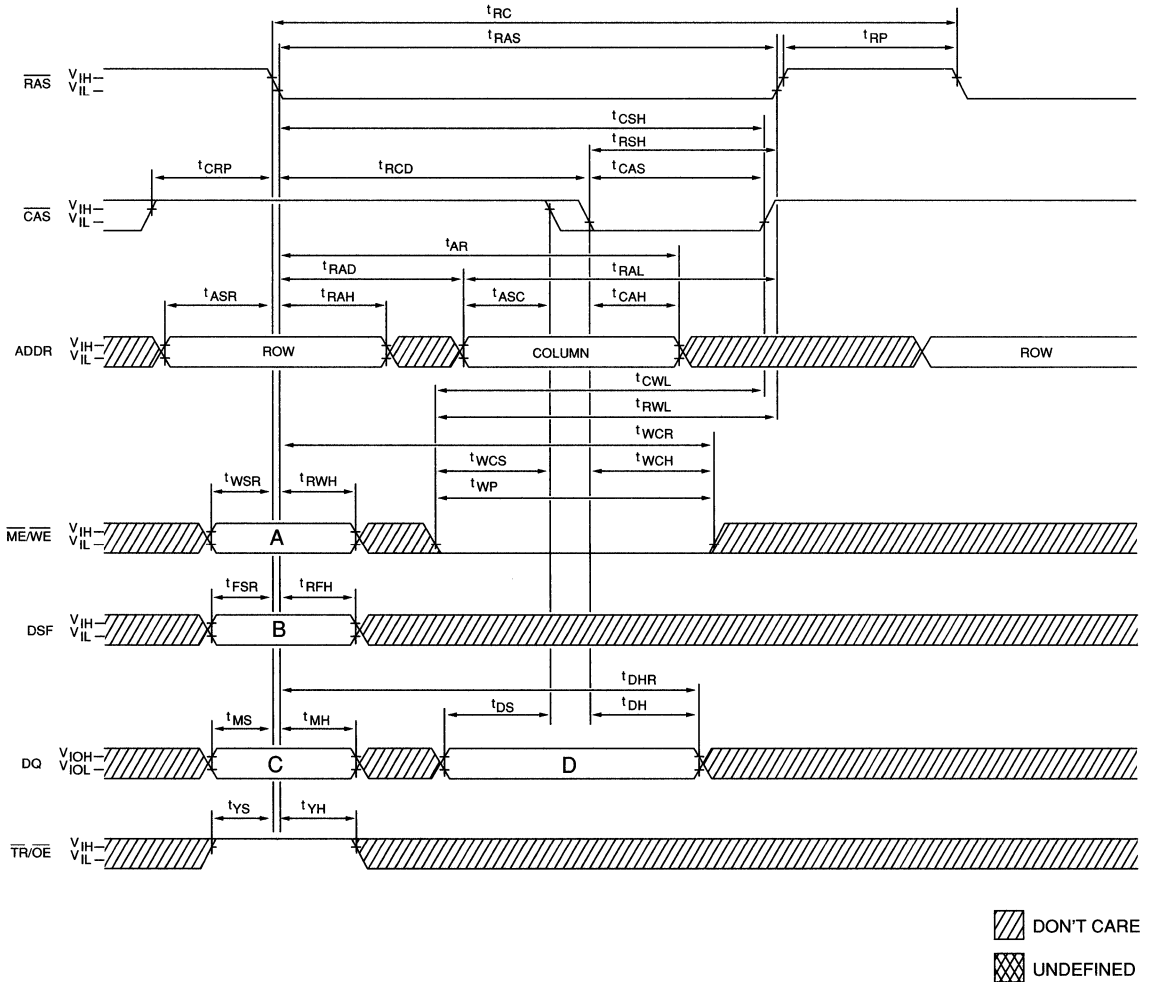 tRC
tRAS
tRP
RAS VIH VIL
tCSH
tRSH
tCRP tRCD tCAS
CAS VIH VIL
tAR
tRAD tRAL
tASR tRAH tASC tCAH
ADDR VIH VIL ROW COLUMN ROW
tCWL
tRWL
tWCR
tWCS tWCH
tWSR tRWH tWP
ME/WE VIH VIL A
tFSR tRFH
DSF VIH VIL B
tDHR
tDS tDH
tMS tMH
DQ VIOH VIOL C D
tYS tYH
TR/OE VIH VIL
DON'T CARE
UNDEFINED